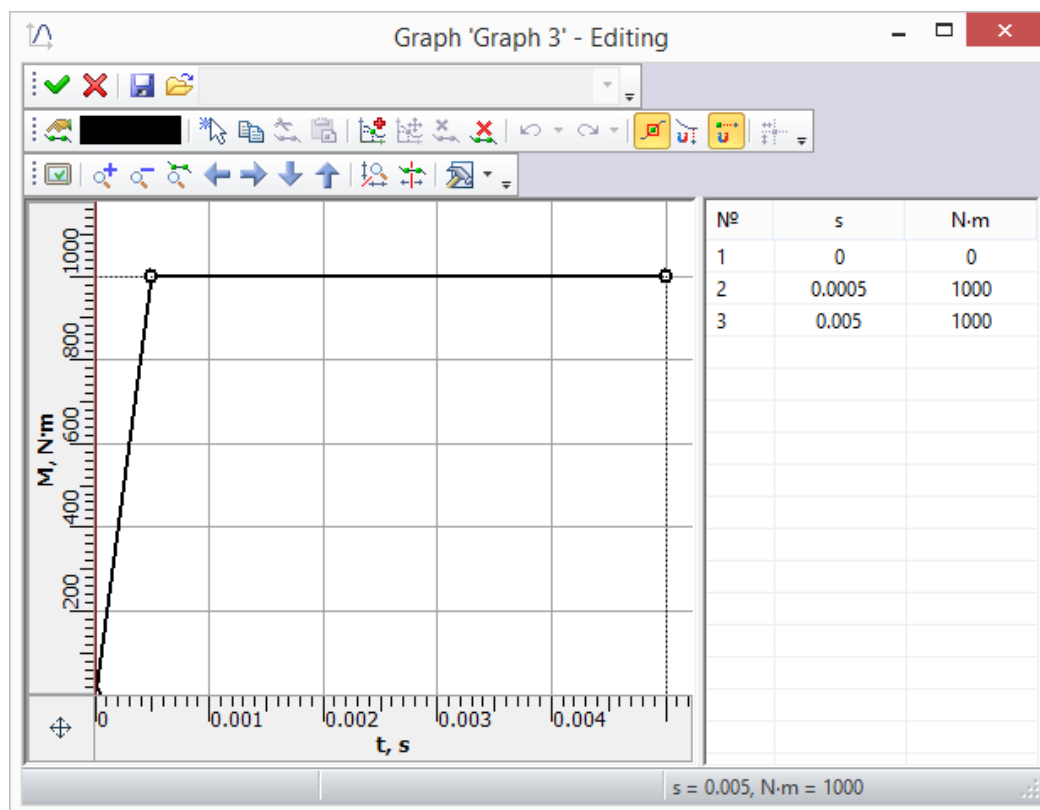 Graph 'Graph 3' - Editing
№ s N·m
1 0 0
2 0.0005 1000
3 0.005 1000
1000
800
600
400
200
M, N·m
0 0.001 0.002 0.003 0.004
t, s
s = 0.005, N·m = 1000